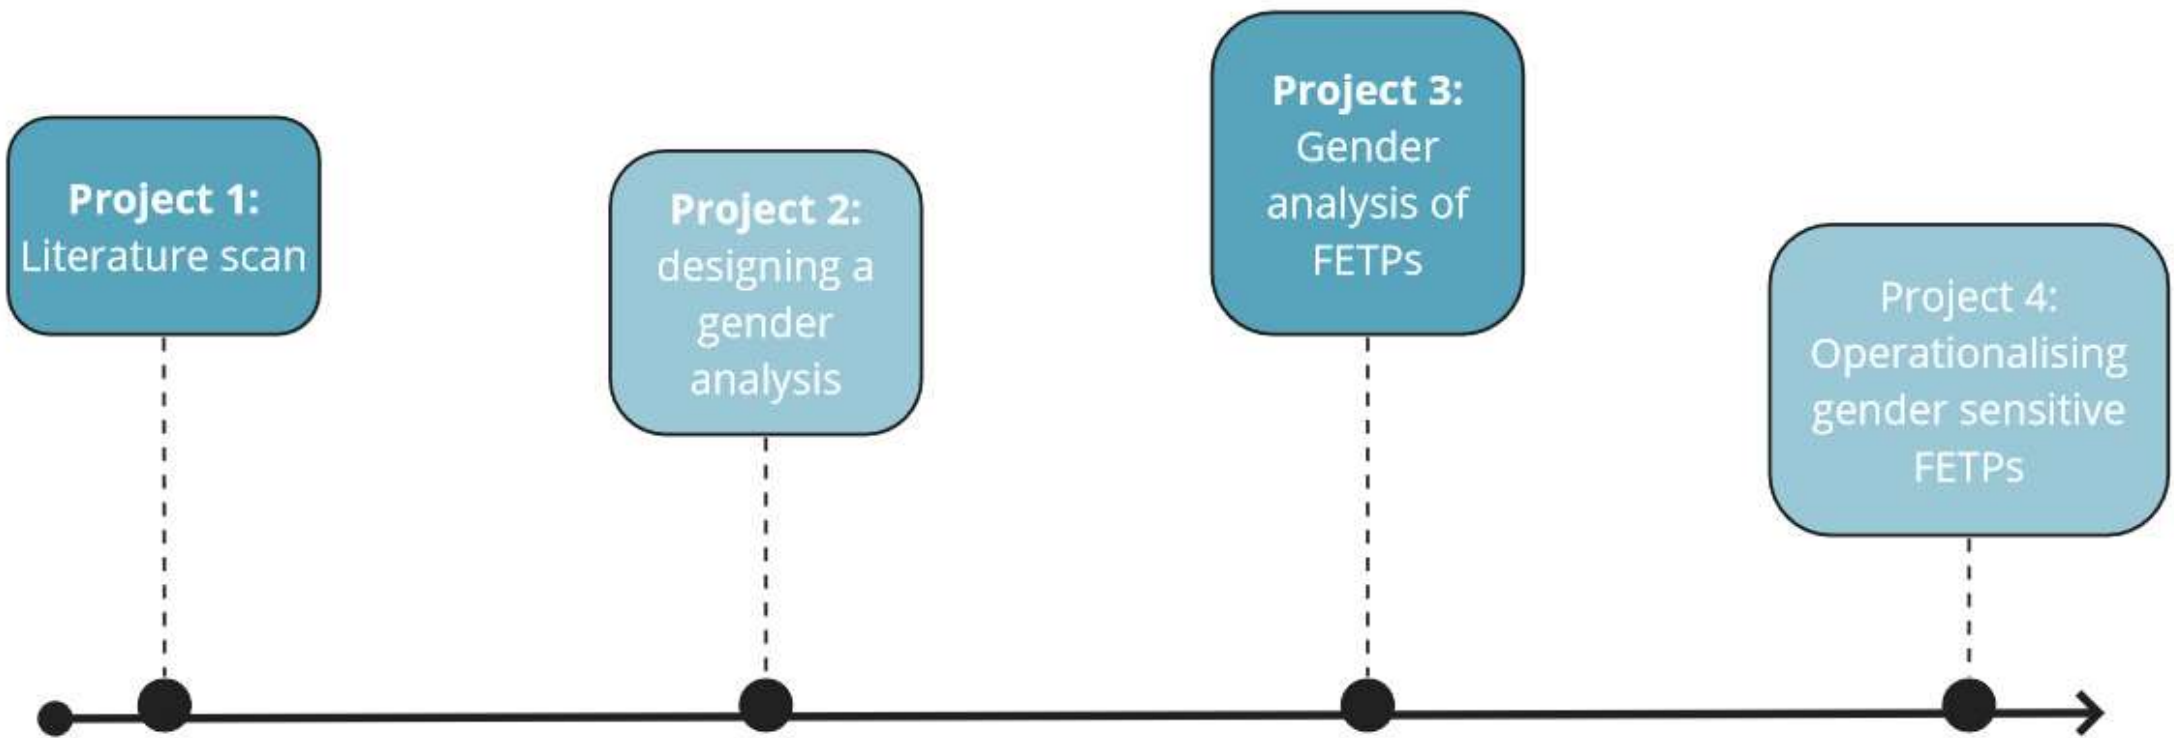 Project 1:
Literature scan
Project 2:
designing a
gender
analysis
Project 3:
Gender
analysis of
FETPs
Project 4:
Operationalising
gender sensitive
FETPs